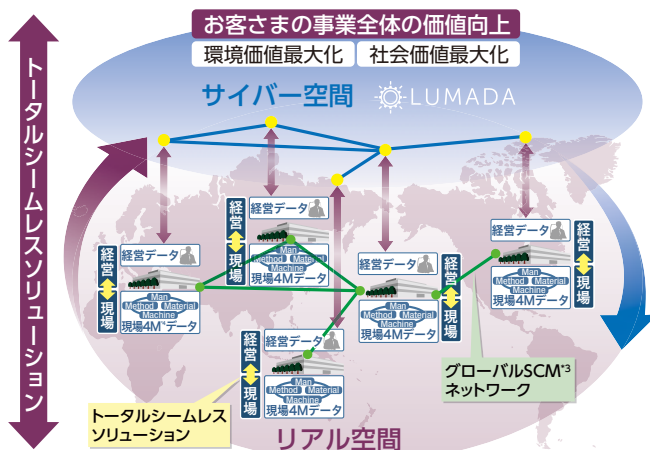 お客さまの事業全体の価値向上
環境価値最大化
社会価値最大化
サイバー空間
LUMADA
トータルシームレスソリューション
経営データ
経営
現場
Man
Method
Material
Machine
現場4Mデータ
経営データ
経営
現場
Man
Method
Material
Machine
現場4M*4データ
経営データ
経営
現場
Man
Method
Material
Machine
現場4Mデータ
経営データ
経営
現場
Man
Method
Material
Machine
現場4Mデータ
経営データ
経営
現場
Man
Method
Material
Machine
現場4Mデータ
グローバルSCM*3
ネットワーク
トータルシームレス
ソリューション
リアル空間